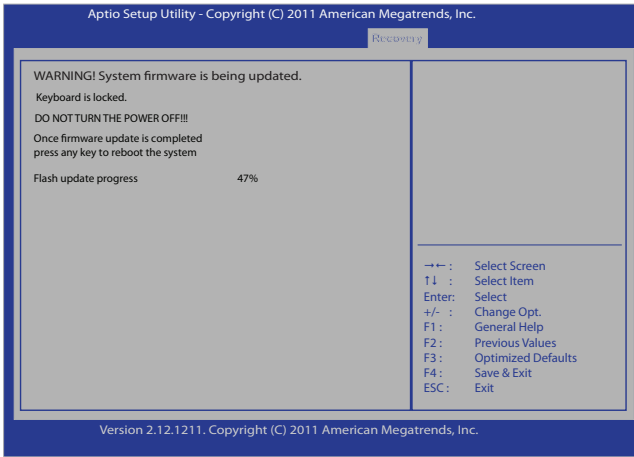 Aptio Setup Utility - Copyright (C) 2011 American Megatrends, Inc.
Recovery
WARNING! System firmware is being updated.
Keyboard is locked.
DO NOT TURN THE POWER OFF!!!
Once firmware update is completed
press any key to reboot the system
Flash update progress 47%
→← : Select Screen
↑↓ : Select Item
Enter: Select
+/- : Change Opt.
F1 : General Help
F2 : Previous Values
F3 : Optimized Defaults
F4 : Save & Exit
ESC : Exit
Version 2.12.1211. Copyright (C) 2011 American Megatrends, Inc.